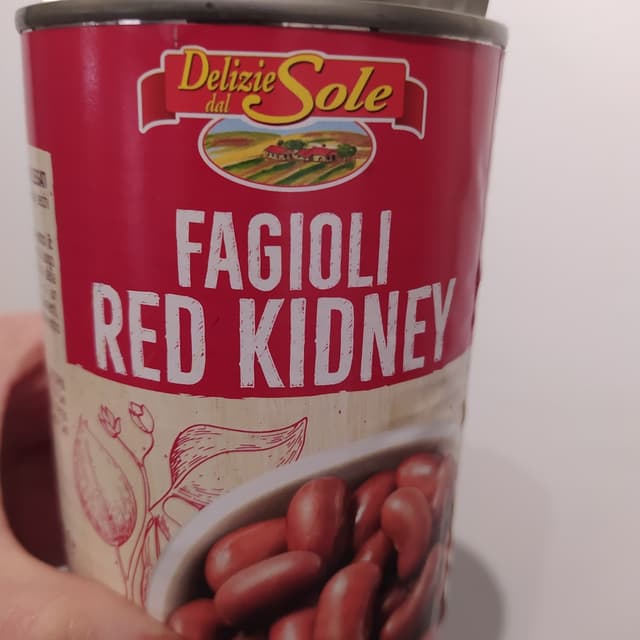 Delizie
dal
Sole
FAGIOLI
RED KIDNEY